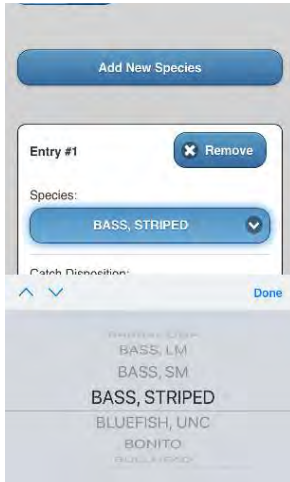 Add New Species
Entry #1
Remove
Species:
BASS, STRIPED
Catch Disposition:
Done
BASS, LM
BASS, SM
BASS, STRIPED
BLUEFISH, UNC
BONITO